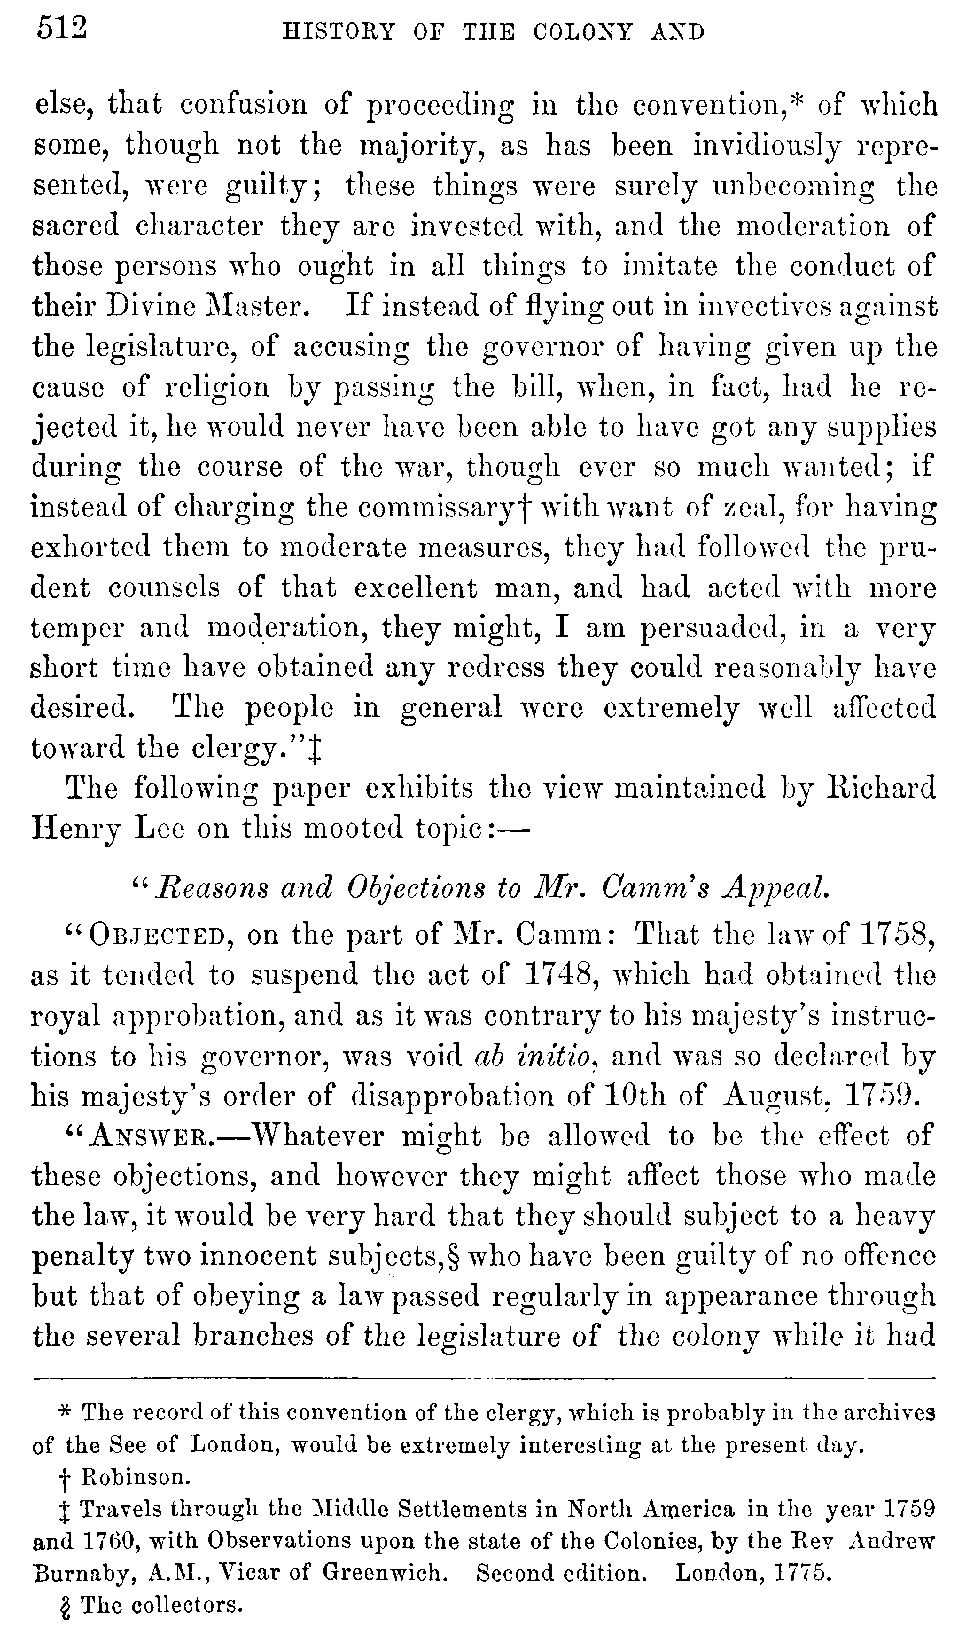 512 HISTORY OF THE COLONY AND
else, that confusion of proceeding in the convention,* of which
some, though not the majority, as has been invidiously repre-
sented, were guilty; these things were surely unbecoming the
sacred character they are invested with, and the moderation of
those persons who ought in all things to imitate the conduct of
their Divine Master. If instead of flying out in invectives against
the legislature, of accusing the governor of having given up the
cause of religion by passing the bill, when, in fact, had he re-
jected it, he would never have been able to have got any supplies
during the course of the war, though ever so much wanted; if
instead of charging the commissary† with want of zeal, for having
exhorted them to moderate measures, they had followed the pru-
dent counsels of that excellent man, and had acted with more
temper and moderation, they might, I am persuaded, in a very
short time have obtained any redress they could reasonably have
desired. The people in general were extremely well affected
toward the clergy."‡
The following paper exhibits the view maintained by Richard
Henry Lee on this mooted topic:—
"Reasons and Objections to Mr. Camm's Appeal.
"OBJECTED, on the part of Mr. Camm: That the law of 1758,
as it tended to suspend the act of 1748, which had obtained the
royal approbation, and as it was contrary to his majesty's instruc-
tions to his governor, was void ab initio, and was so declared by
his majesty's order of disapprobation of 10th of August, 1759.
"ANSWER.—Whatever might be allowed to be the effect of
these objections, and however they might affect those who made
the law, it would be very hard that they should subject to a heavy
penalty two innocent subjects,§ who have been guilty of no offence
but that of obeying a law passed regularly in appearance through
the several branches of the legislature of the colony while it had
* The record of this convention of the clergy, which is probably in the archives
of the See of London, would be extremely interesting at the present day.
† Robinson.
‡ Travels through the Middle Settlements in North America in the year 1759
and 1760, with Observations upon the state of the Colonies, by the Rev Andrew
Burnaby, A.M., Vicar of Greenwich. Second edition. London, 1775.
§ The collectors.